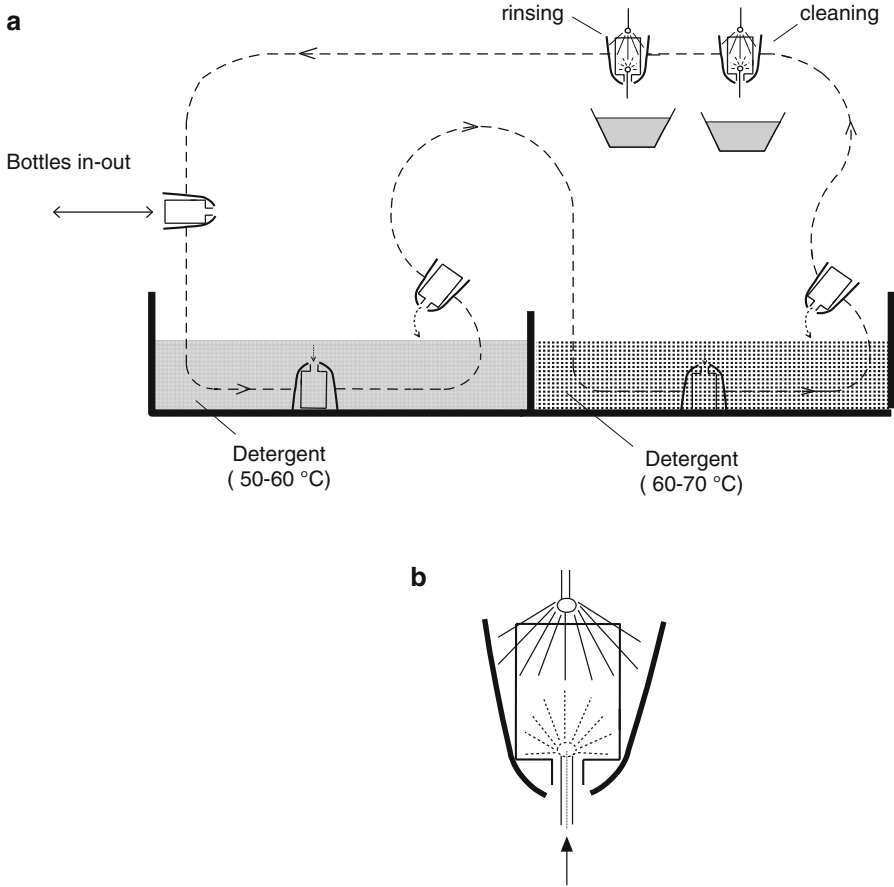 a
rinsing
cleaning
Bottles in-out
Detergent
( 50-60 °C)
Detergent
( 60-70 °C)
b